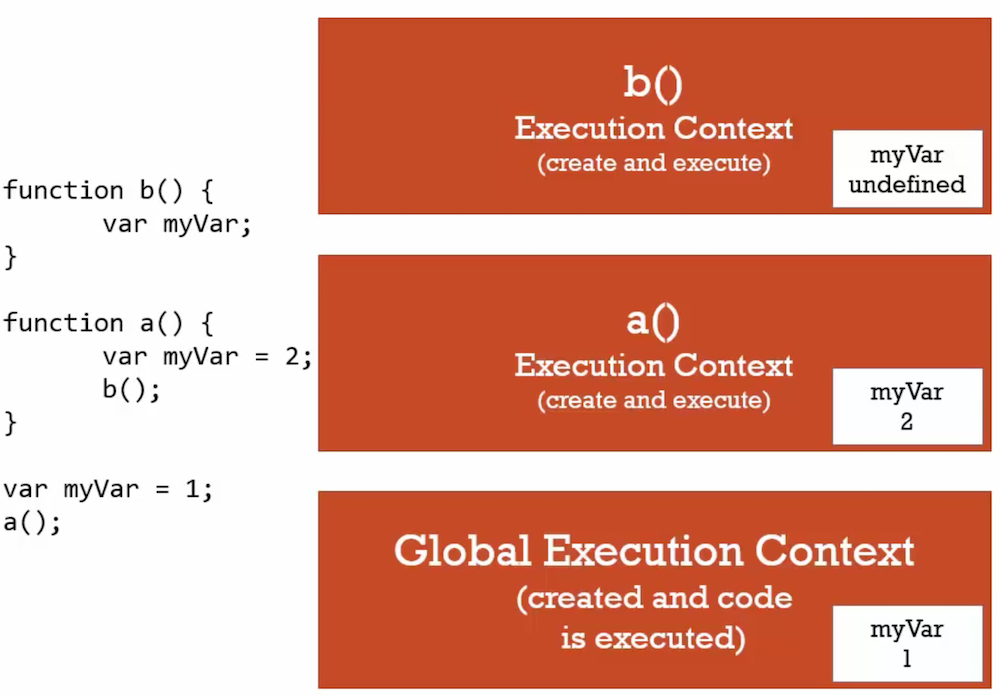 function b() {
var myVar;
}
function a() {
var myVar = 2;
b();
}
var myVar = 1;
a();
b()
Execution Context
(create and execute)
myVar
undefined
a()
Execution Context
(create and execute)
myVar
2
Global Execution Context
(created and code
is executed)
myVar
1